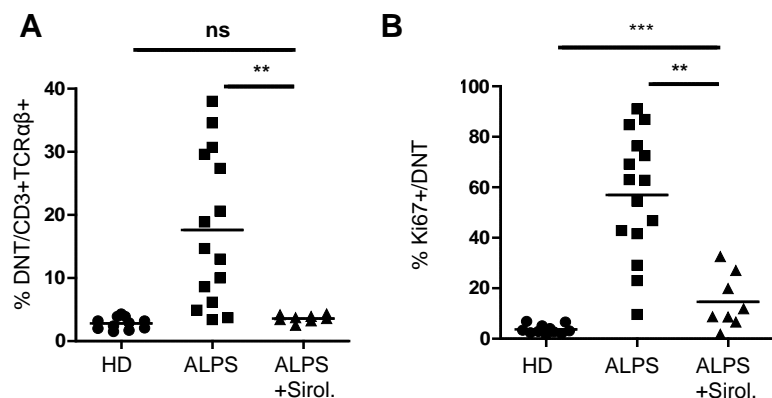 A
ns
**
% DNT/CD3+TCRαβ+
40
30
20
10
0
HD
ALPS
ALPS
+Sirol.
B
***
**
% Ki67+/DNT
100
80
60
40
20
0
HD
ALPS
ALPS
+Sirol.